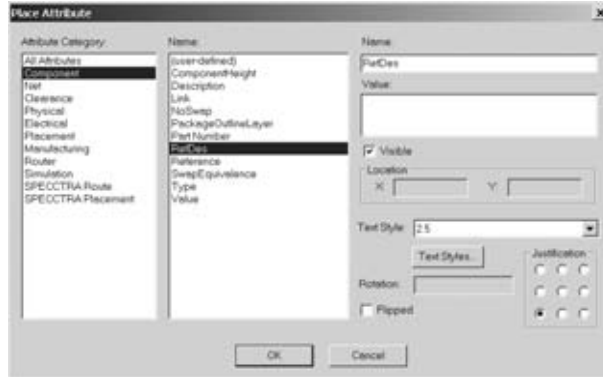 Place Attribute
Attribute Category:
All Attributes
Component
Net
Clearance
Physical
Electrical
Placement
Manufacturing
Router
Simulation
SPECCTRA Route
SPECCTRA Placement
Name:
(user-defined)
ComponentHeight
Description
Link
NoSwap
PackageOutlineLayer
Part Number
RefDes
Reference
SwapEquivalence
Type
Value
Name:
RefDes
Value:
Visible
Location
X:
Y:
Text Style:
2.5
Text Styles...
Justification
Rotation:
Flipped
OK
Cancel